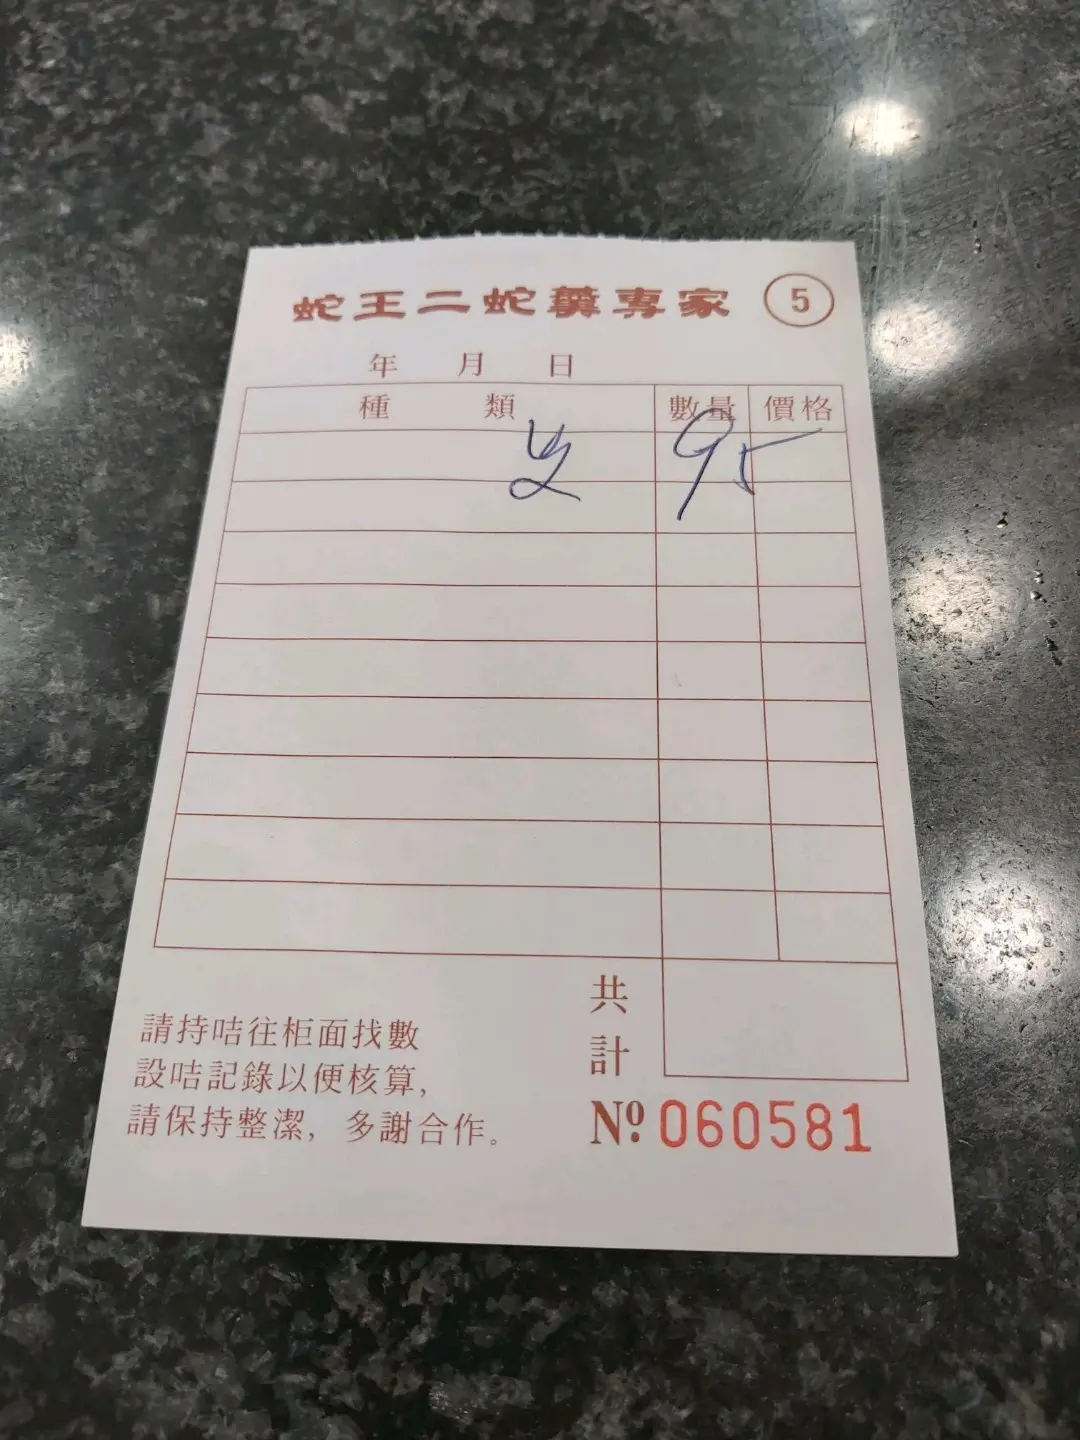 蛇王二蛇羹專家 5
年 月 日
種 類 數量 價格
95
共計
請持咭往柜面找數
設咭記錄以便核算，
請保持整潔，多謝合作。
Nº 060581